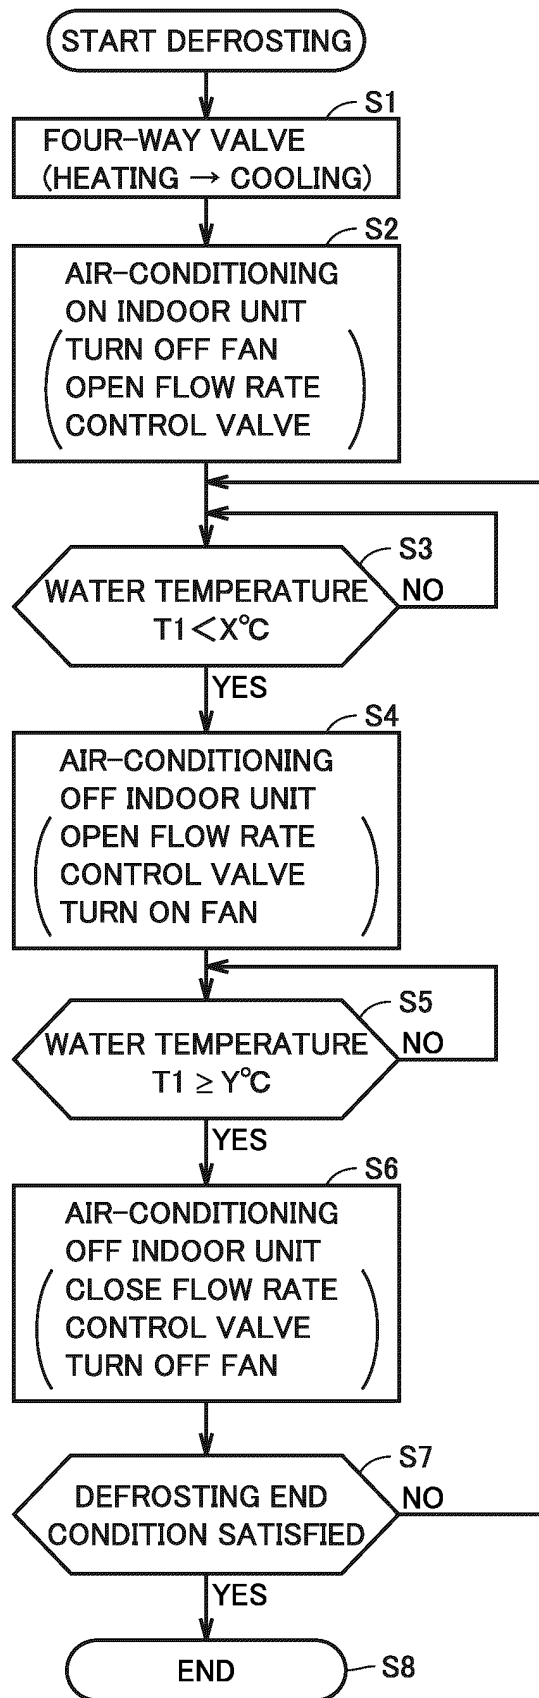 START DEFROSTING
S1
FOUR-WAY VALVE
(HEATING → COOLING)
S2
AIR-CONDITIONING
ON INDOOR UNIT
(TURN OFF FAN
OPEN FLOW RATE
CONTROL VALVE)
S3
WATER TEMPERATURE
T1<X°C
NO
YES
S4
AIR-CONDITIONING
OFF INDOOR UNIT
(OPEN FLOW RATE
CONTROL VALVE
TURN ON FAN)
S5
WATER TEMPERATURE
T1 ≥ Y°C
NO
YES
S6
AIR-CONDITIONING
OFF INDOOR UNIT
(CLOSE FLOW RATE
CONTROL VALVE
TURN OFF FAN)
S7
DEFROSTING END
CONDITION SATISFIED
NO
YES
END
S8